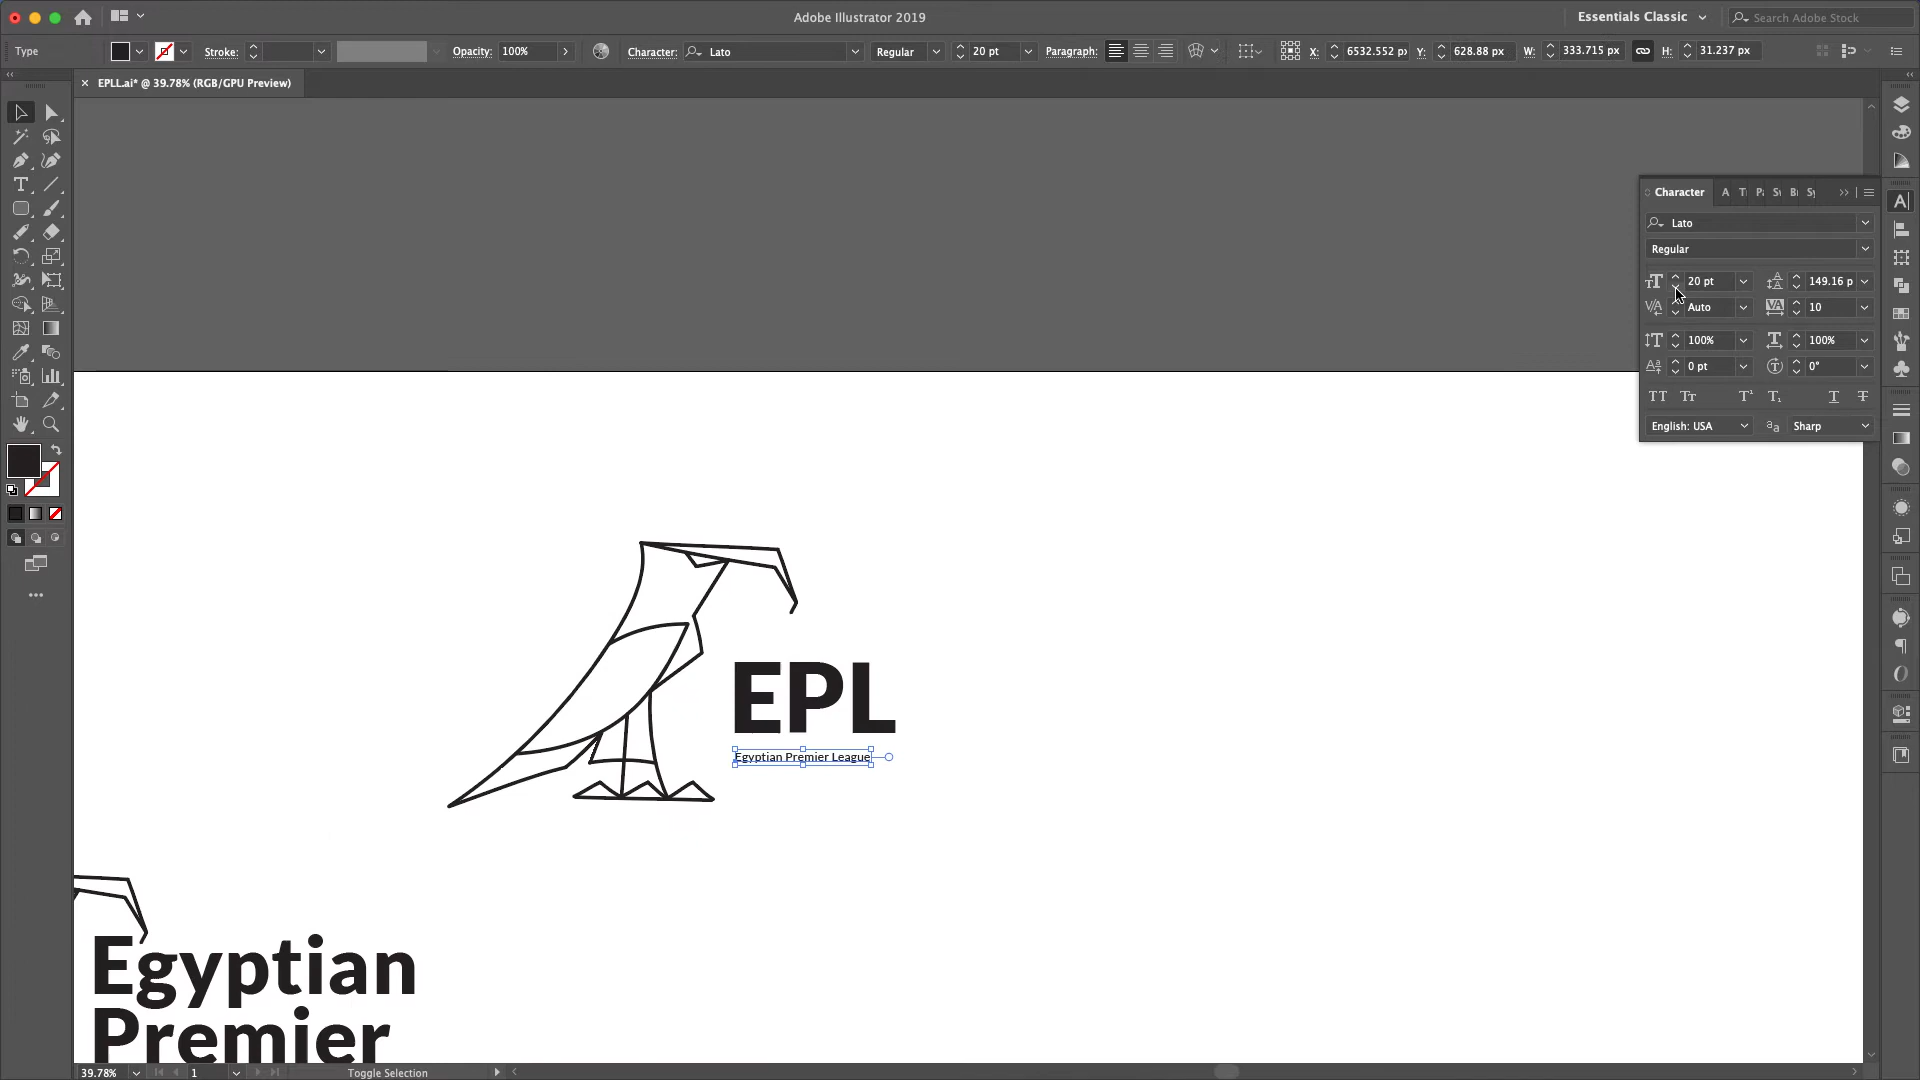 Adobe Illustrator 2019
Essentials Classic
Search Adobe Stock
Type
Stroke:
Opacity: 100%
Character: Lato
Regular
20 pt
Paragraph:
X: 6532.552 px
Y: 628.88 px
W: 333.715 px
H: 31.237 px
EPLL.ai* @ 39.78% (RGB/GPU Preview)
Character
Lato
Regular
20 pt
149.16 p
Auto
10
100%
100%
0 pt
0°
English: USA
Sharp
EPL
Egyptian Premier League
Egyptian
Premier
39.78%
1
Toggle Selection